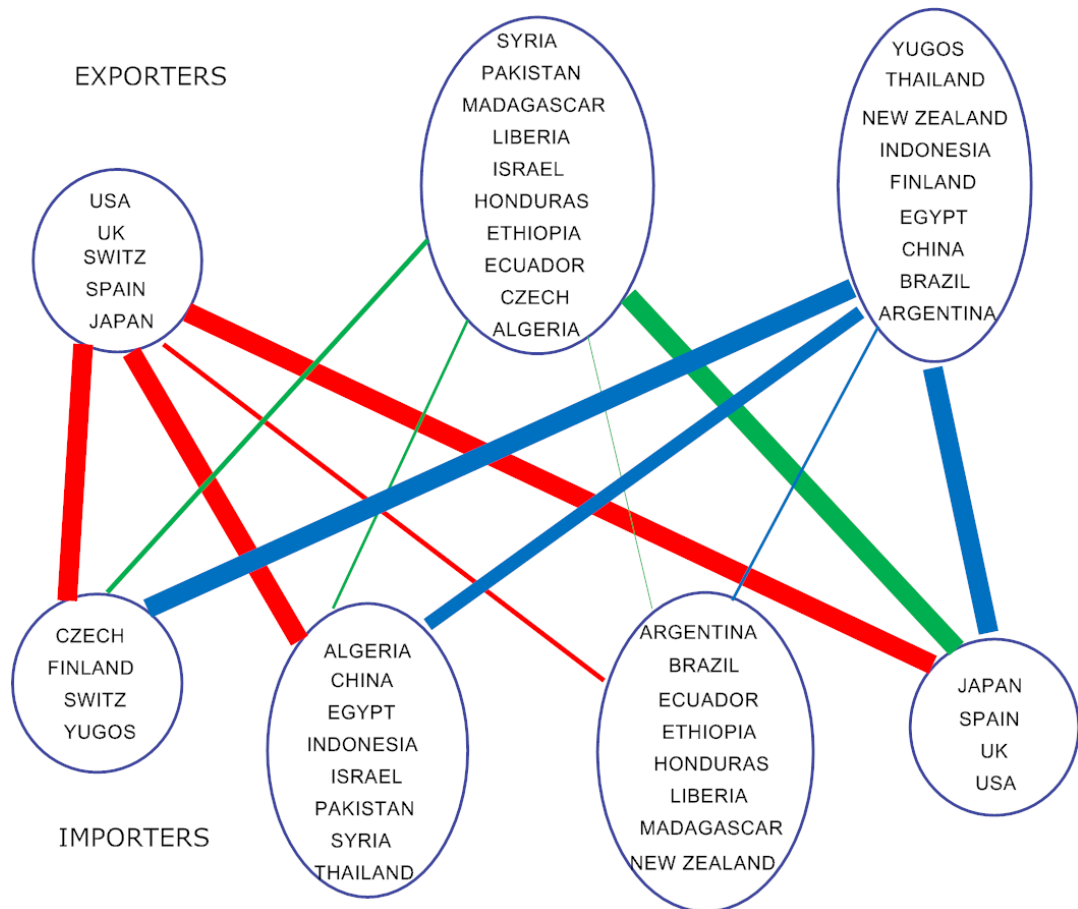 EXPORTERS
USA
UK
SWITZ
SPAIN
JAPAN
SYRIA
PAKISTAN
MADAGASCAR
LIBERIA
ISRAEL
HONDURAS
ETHIOPIA
ECUADOR
CZECH
ALGERIA
YUGOS
THAILAND
NEW ZEALAND
INDONESIA
FINLAND
EGYPT
CHINA
BRAZIL
ARGENTINA
CZECH
FINLAND
SWITZ
YUGOS
ALGERIA
CHINA
EGYPT
INDONESIA
ISRAEL
PAKISTAN
SYRIA
THAILAND
ARGENTINA
BRAZIL
ECUADOR
ETHIOPIA
HONDURAS
LIBERIA
MADAGASCAR
NEW ZEALAND
JAPAN
SPAIN
UK
USA
IMPORTERS